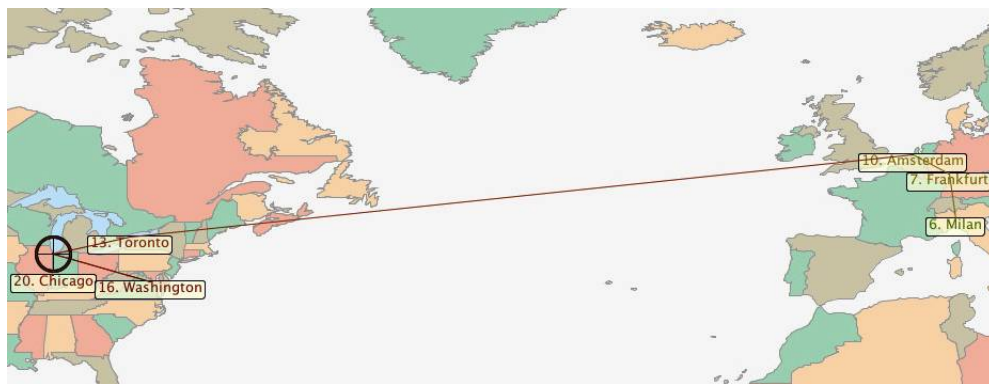 10. Amsterdam
7. Frankfurt
6. Milan
13. Toronto
20. Chicago
16. Washington